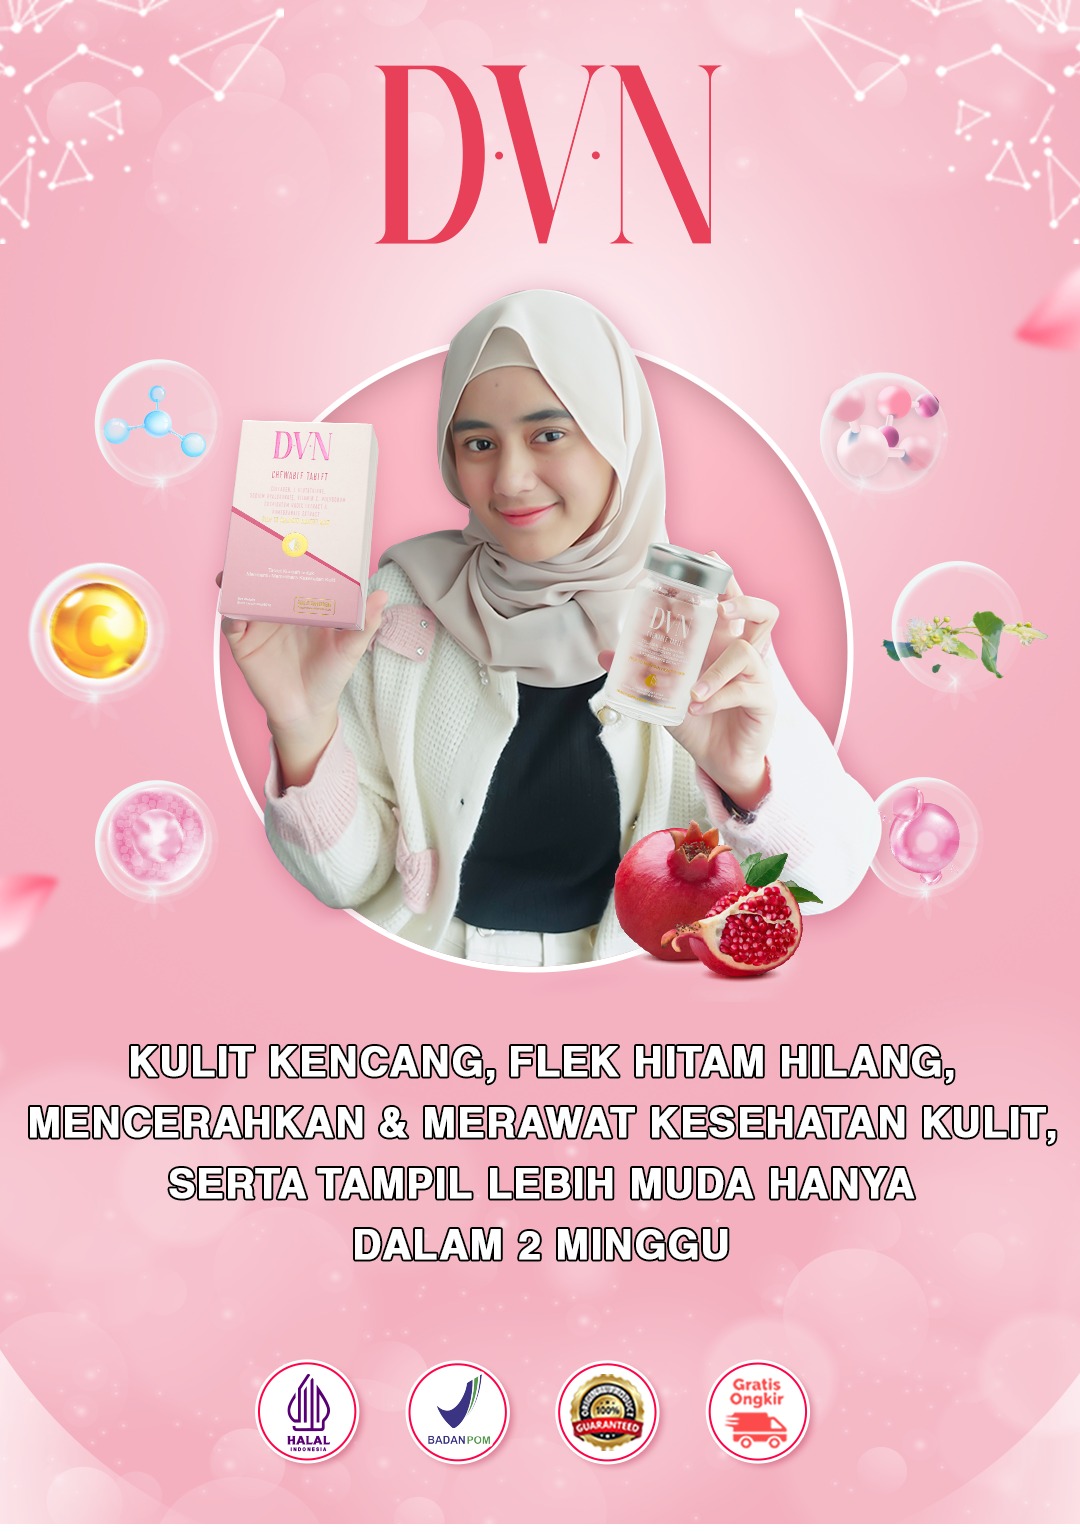 D·V·N
DVN
CHEWABLE TABLET
DVN
KULIT KENCANG, FLEK HITAM HILANG,
MENCERAHKAN & MERAWAT KESEHATAN KULIT,
SERTA TAMPIL LEBIH MUDA HANYA
DALAM 2 MINGGU
HALAL
INDONESIA
BADANPOM
100%
GUARANTEED
Gratis
Ongkir